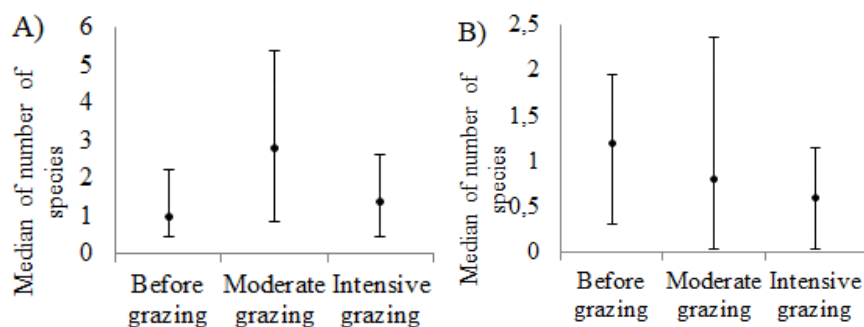 A)
Median of number of
species
6
5
4
3
2
1
0
Before
grazing
Moderate
grazing
Intensive
grazing
B)
Median of number of
species
2,5
2
1,5
1
0,5
0
Before
grazing
Moderate
grazing
Intensive
grazing